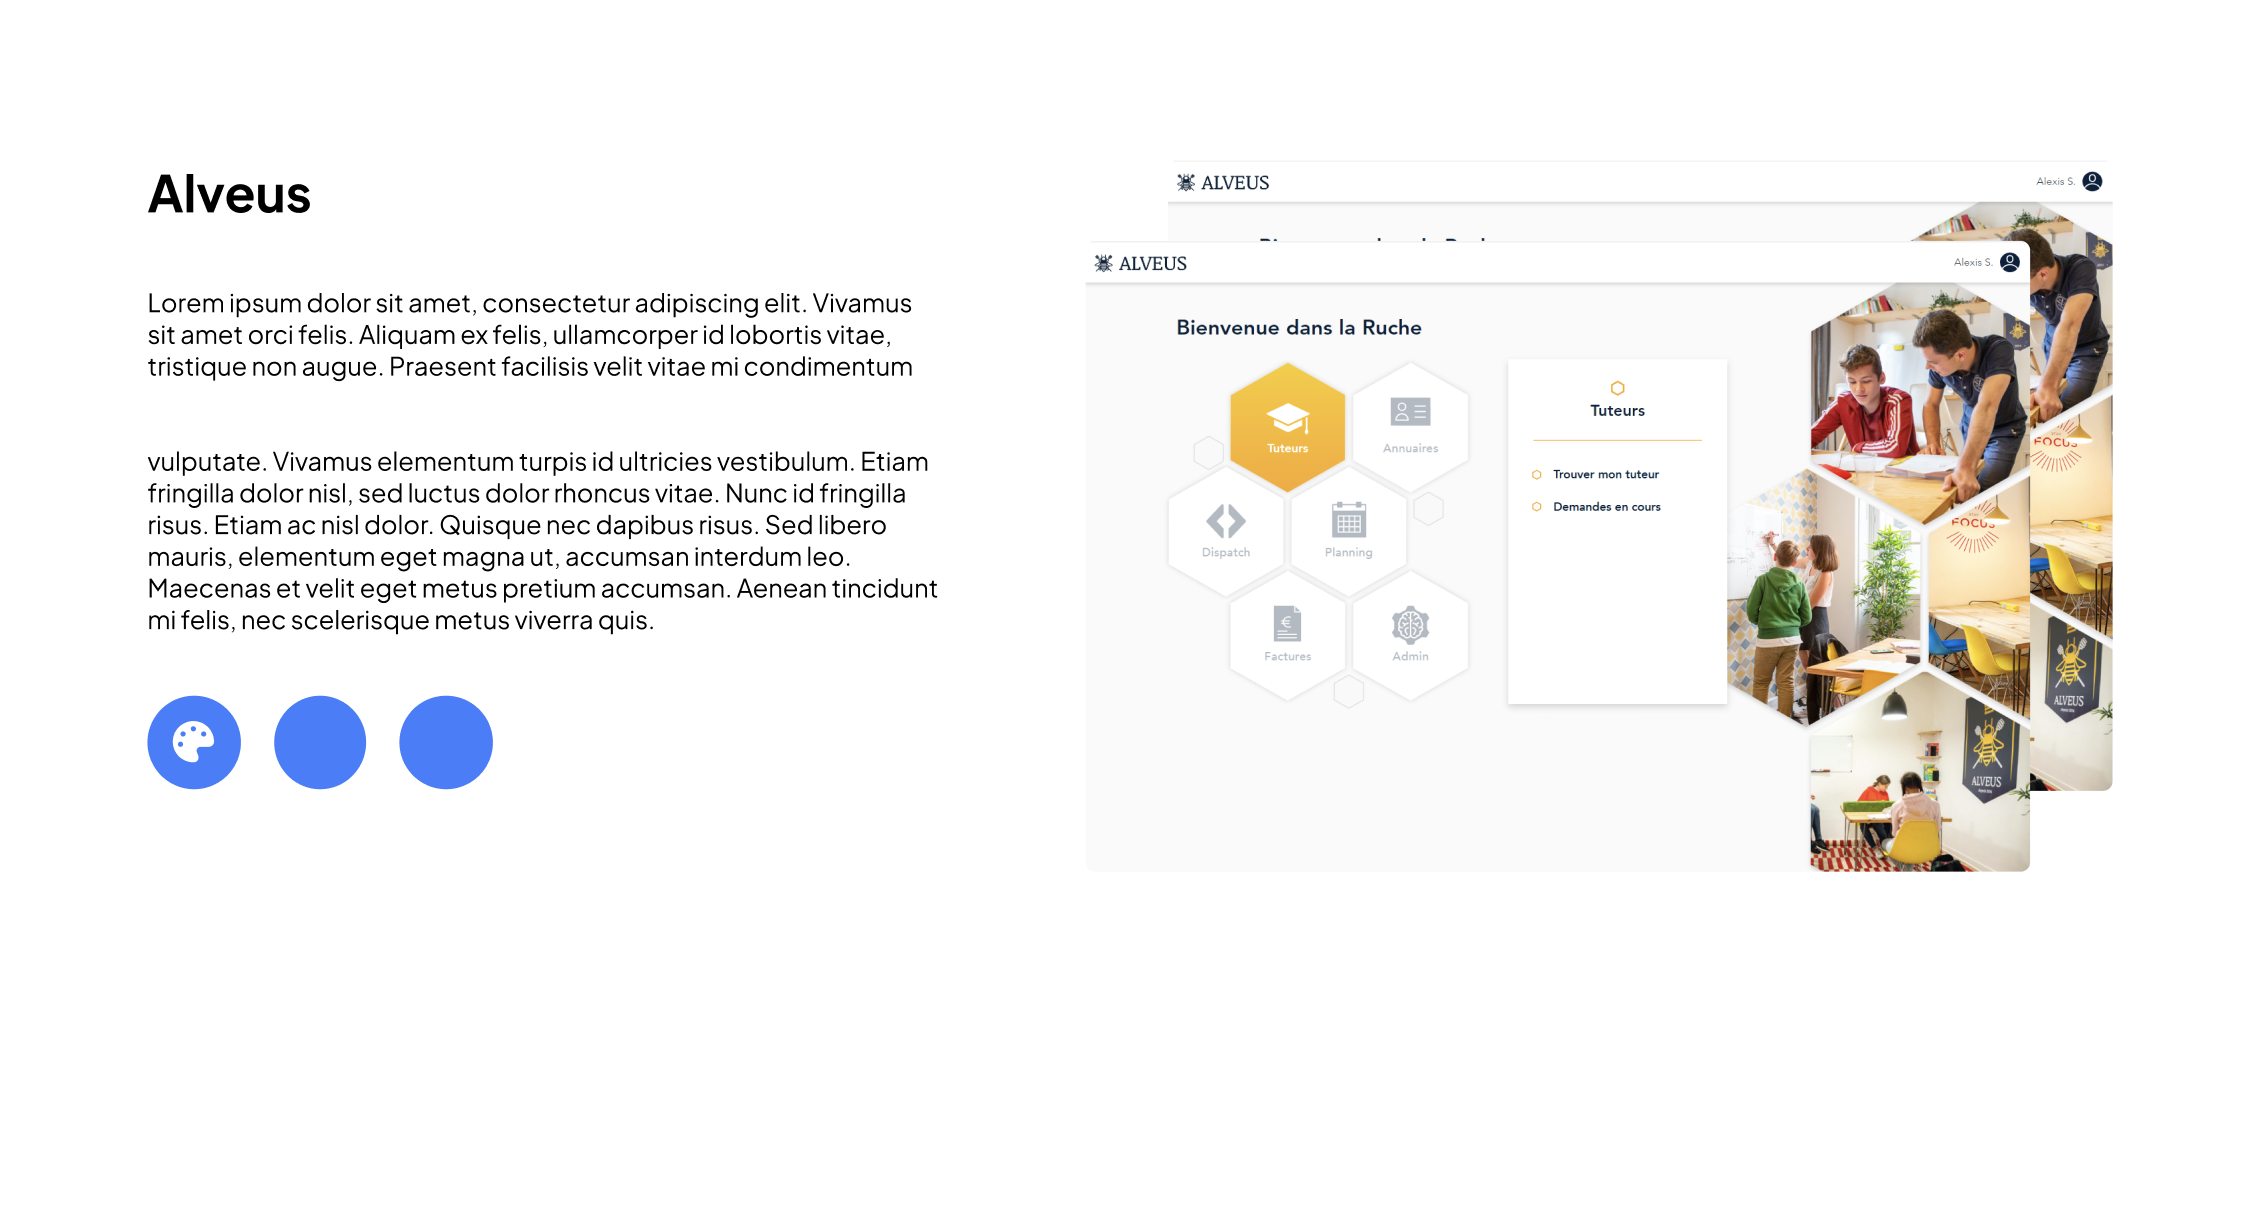 Alveus
Lorem ipsum dolor sit amet, consectetur adipiscing elit. Vivamus
sit amet orci felis. Aliquam ex felis, ullamcorper id lobortis vitae,
tristique non augue. Praesent facilisis velit vitae mi condimentum
vulputate. Vivamus elementum turpis id ultricies vestibulum. Etiam
fringilla dolor nisl, sed luctus dolor rhoncus vitae. Nunc id fringilla
risus. Etiam ac nisl dolor. Quisque nec dapibus risus. Sed libero
mauris, elementum eget magna ut, accumsan interdum leo.
Maecenas et velit eget metus pretium accumsan. Aenean tincidunt
mi felis, nec scelerisque metus viverra quis.
ALVEUS
Alexis S.
ALVEUS
Alexis S.
Bienvenue dans la Ruche
Tuteurs
Annuaires
Dispatch
Planning
Factures
Admin
Tuteurs
Trouver mon tuteur
Demandes en cours
FOCUS
FOCUS
ALVEUS
ALVEUS